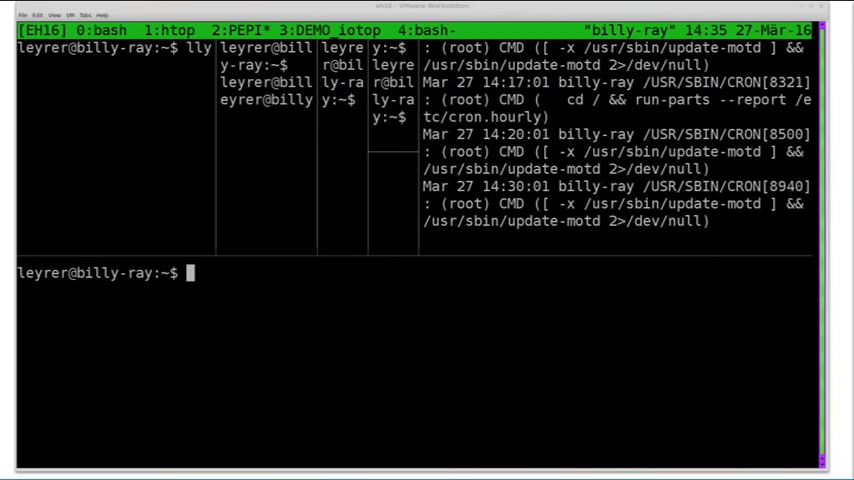 eh16 - VMware Workstation
File Edit View VM Tabs Help
[EH16] 0:bash 1:htop 2:PEPI* 3:DEMO_iotop 4:bash- "billy-ray" 14:35 27-Mär-16
leyrer@billy-ray:~$ lly
leyrer@bill
y-ray:~$
leyrer@bill
eyrer@billy
leyre
r@bil
ly-ra
y:~$
y:~$
leyre
r@bil
ly-ra
y:~$
: (root) CMD ([ -x /usr/sbin/update-motd ] &&
/usr/sbin/update-motd 2>/dev/null)
Mar 27 14:17:01 billy-ray /USR/SBIN/CRON[8321]
: (root) CMD (   cd / && run-parts --report /e
tc/cron.hourly)
Mar 27 14:20:01 billy-ray /USR/SBIN/CRON[8500]
: (root) CMD ([ -x /usr/sbin/update-motd ] &&
/usr/sbin/update-motd 2>/dev/null)
Mar 27 14:30:01 billy-ray /USR/SBIN/CRON[8940]
: (root) CMD ([ -x /usr/sbin/update-motd ] &&
/usr/sbin/update-motd 2>/dev/null)
leyrer@billy-ray:~$